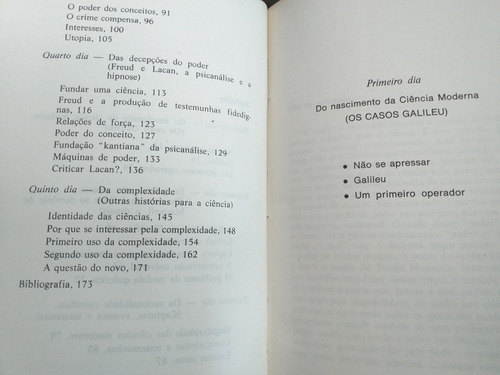 O poder dos conceitos, 91
O crime compensa, 96
Interesses, 100
Utopia, 105
Quarto dia — Das decepções do poder
(Freud e Lacan, a psicanálise e a
hipnose)
Fundar uma ciência, 113
Freud e a produção de testemunhas fidedig-
nas, 116
Relações de força, 123
Poder do conceito, 127
Fundação "kantiana" da psicanálise, 129
Máquinas de poder, 133
Criticar Lacan?, 136
Quinto dia — Da complexidade
(Outras histórias para a ciência)
Identidade das ciências, 145
Por que se interessar pela complexidade, 148
Primeiro uso da complexidade, 154
Segundo uso da complexidade, 162
A questão do novo, 171
Bibliografia, 173
Primeiro dia
Do nascimento da Ciência Moderna
(OS CASOS GALILEU)
• Não se apressar
• Galileu
• Um primeiro operador